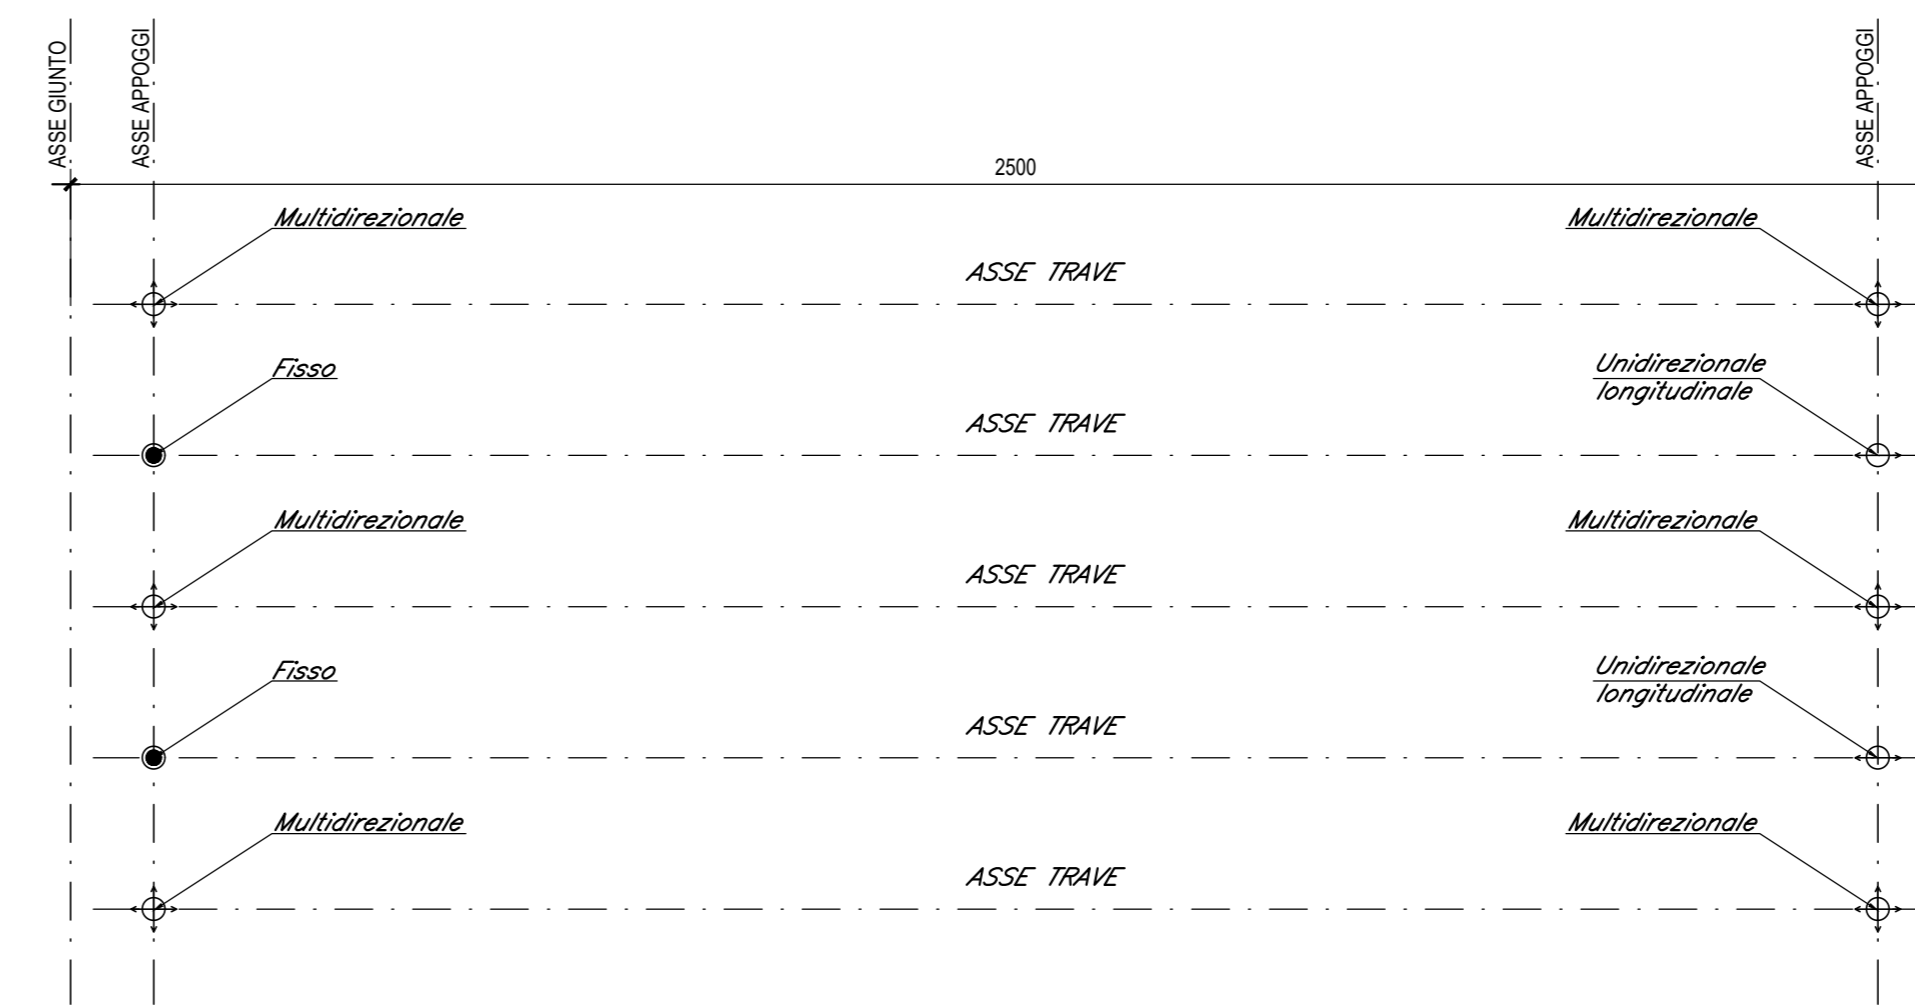 ASSE GIUNTO
ASSE APPOGGI
ASSE APPOGGI
2500
Multidirezionale
Multidirezionale
ASSE TRAVE
Fisso
Unidirezionale
longitudinale
ASSE TRAVE
Multidirezionale
Multidirezionale
ASSE TRAVE
Fisso
Unidirezionale
longitudinale
ASSE TRAVE
Multidirezionale
Multidirezionale
ASSE TRAVE